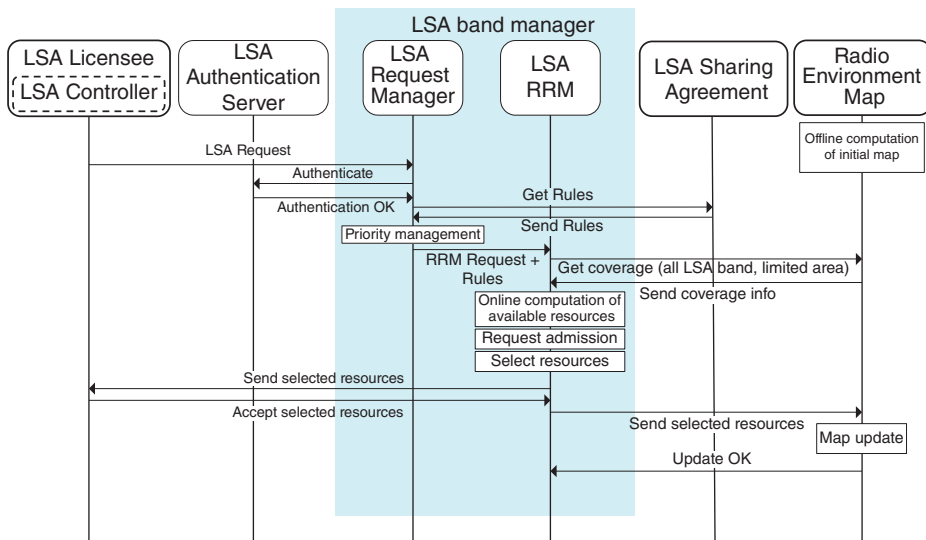 LSA band manager
LSA Licensee
LSA Controller
LSA
Authentication
Server
LSA
Request
Manager
LSA
RRM
LSA Sharing
Agreement
Radio
Environment
Map
Offline computation
of initial map
LSA Request
Authenticate
Authentication OK
Get Rules
Send Rules
Priority management
RRM Request +
Rules
Get coverage (all LSA band, limited area)
Send coverage info
Online computation of
available resources
Request admission
Select resources
Send selected resources
Accept selected resources
Send selected resources
Map update
Update OK